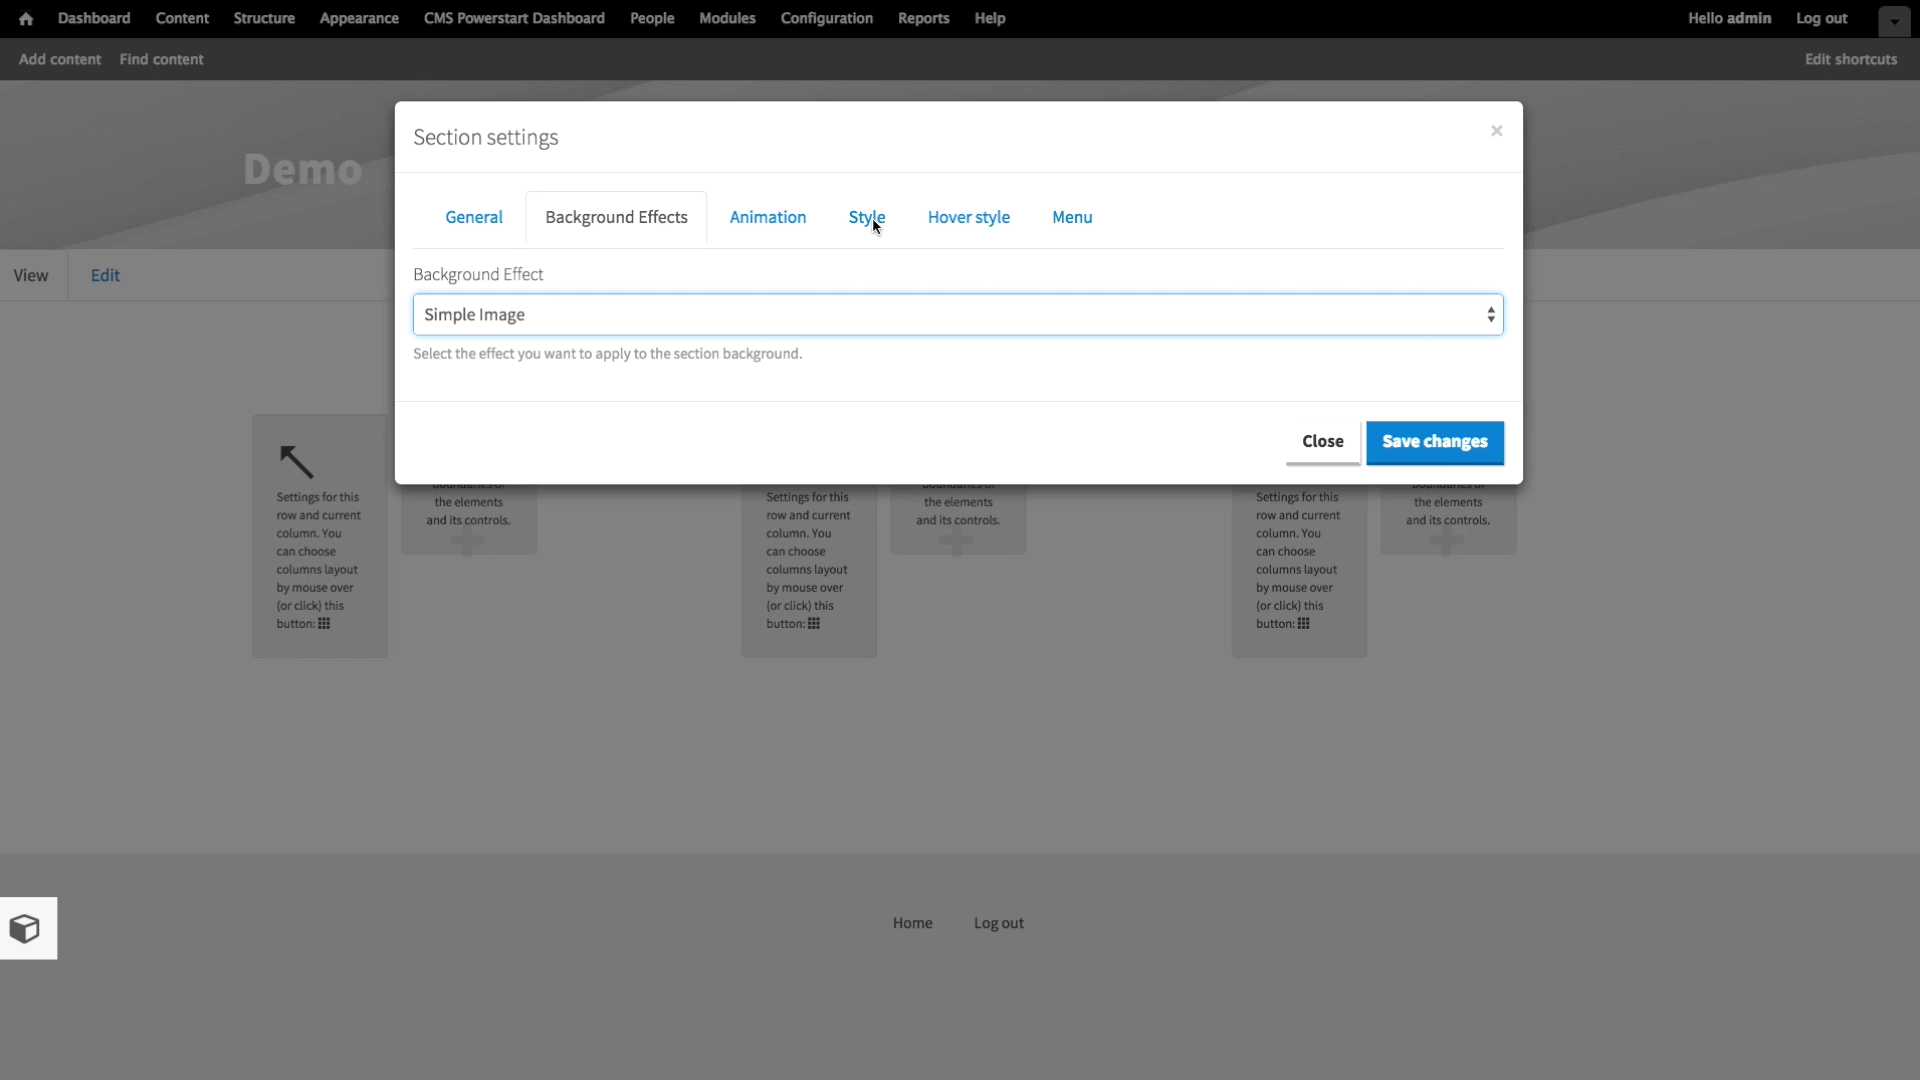 Dashboard Content Structure Appearance CMS Powerstart Dashboard People Modules Configuration Reports Help Hello admin Log out
Add content Find content Edit shortcuts
Demo
Section settings ×
General Background Effects Animation Style Hover style Menu
View Edit
Background Effect
Simple Image
Select the effect you want to apply to the section background.
Close Save changes
Settings for this
row and current
column. You
can choose
columns layout
by mouse over
(or click) this
button:
the elements
and its controls.
Settings for this
row and current
column. You
can choose
columns layout
by mouse over
(or click) this
button:
the elements
and its controls.
Settings for this
row and current
column. You
can choose
columns layout
by mouse over
(or click) this
button:
the elements
and its controls.
Home Log out